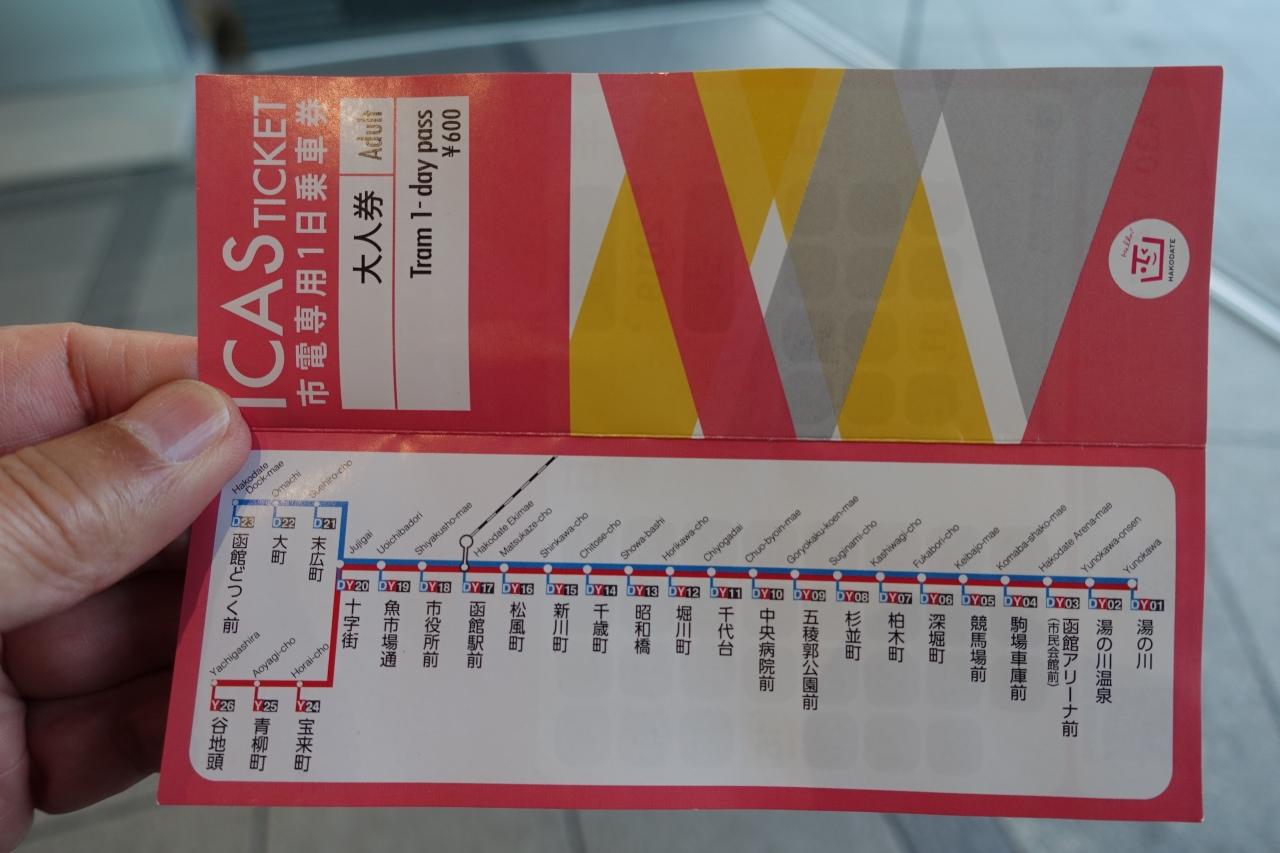 ICAS TICKET
市電専用1日乗車券
大人券 Adult
Tram 1-day pass
¥600
Hello!
HAKODATE
Hakodate
Dock-mae
Omachi
Suehiro-cho
D23
D22
D21
函館どつく前
大町
末広町
Jujigai
Uoichibadori
Shiyakusho-mae
Hakodate Ekimae
Matsukaze-cho
Shinkawa-cho
Chitose-cho
Showa-bashi
Horikawa-cho
Chiyogadai
Chuo-byoin-mae
Goryokaku-koen-mae
Suginami-cho
Kashiwagi-cho
Fukabori-cho
Keibajo-mae
Komaba-shako-mae
Hakodate Arena-mae
Yunokawa-onsen
Yunokawa
DY20
DY19
DY18
DY17
DY16
DY15
DY14
DY13
DY12
DY11
DY10
DY09
DY08
DY07
DY06
DY05
DY04
DY03
DY02
DY01
十字街
魚市場通
市役所前
函館駅前
松風町
新川町
千歳町
昭和橋
堀川町
千代台
中央病院前
五稜郭公園前
杉並町
柏木町
深堀町
競馬場前
駒場車庫前
函館アリーナ前
(市民会館前)
湯の川温泉
湯の川
Yachigashira
Aoyagi-cho
Horai-cho
Y26
Y25
Y24
谷地頭
青柳町
宝来町